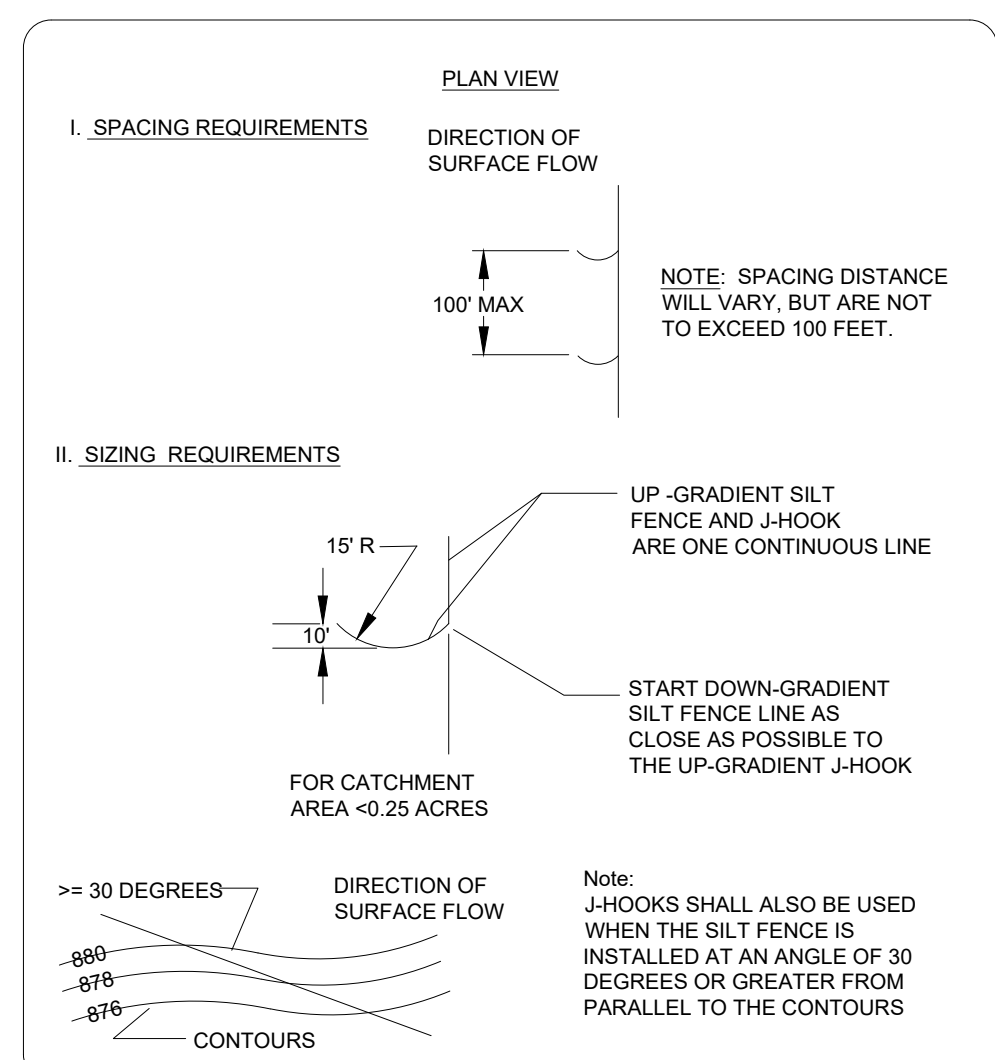 PLAN VIEW
I. SPACING REQUIREMENTS
DIRECTION OF
SURFACE FLOW
100' MAX
NOTE: SPACING DISTANCE
WILL VARY, BUT ARE NOT
TO EXCEED 100 FEET.
II. SIZING REQUIREMENTS
UP -GRADIENT SILT
FENCE AND J-HOOK
ARE ONE CONTINUOUS LINE
15' R
10'
START DOWN-GRADIENT
SILT FENCE LINE AS
CLOSE AS POSSIBLE TO
THE UP-GRADIENT J-HOOK
FOR CATCHMENT
AREA <0.25 ACRES
>= 30 DEGREES
DIRECTION OF
SURFACE FLOW
880
878
876
CONTOURS
Note:
J-HOOKS SHALL ALSO BE USED
WHEN THE SILT FENCE IS
INSTALLED AT AN ANGLE OF 30
DEGREES OR GREATER FROM
PARALLEL TO THE CONTOURS